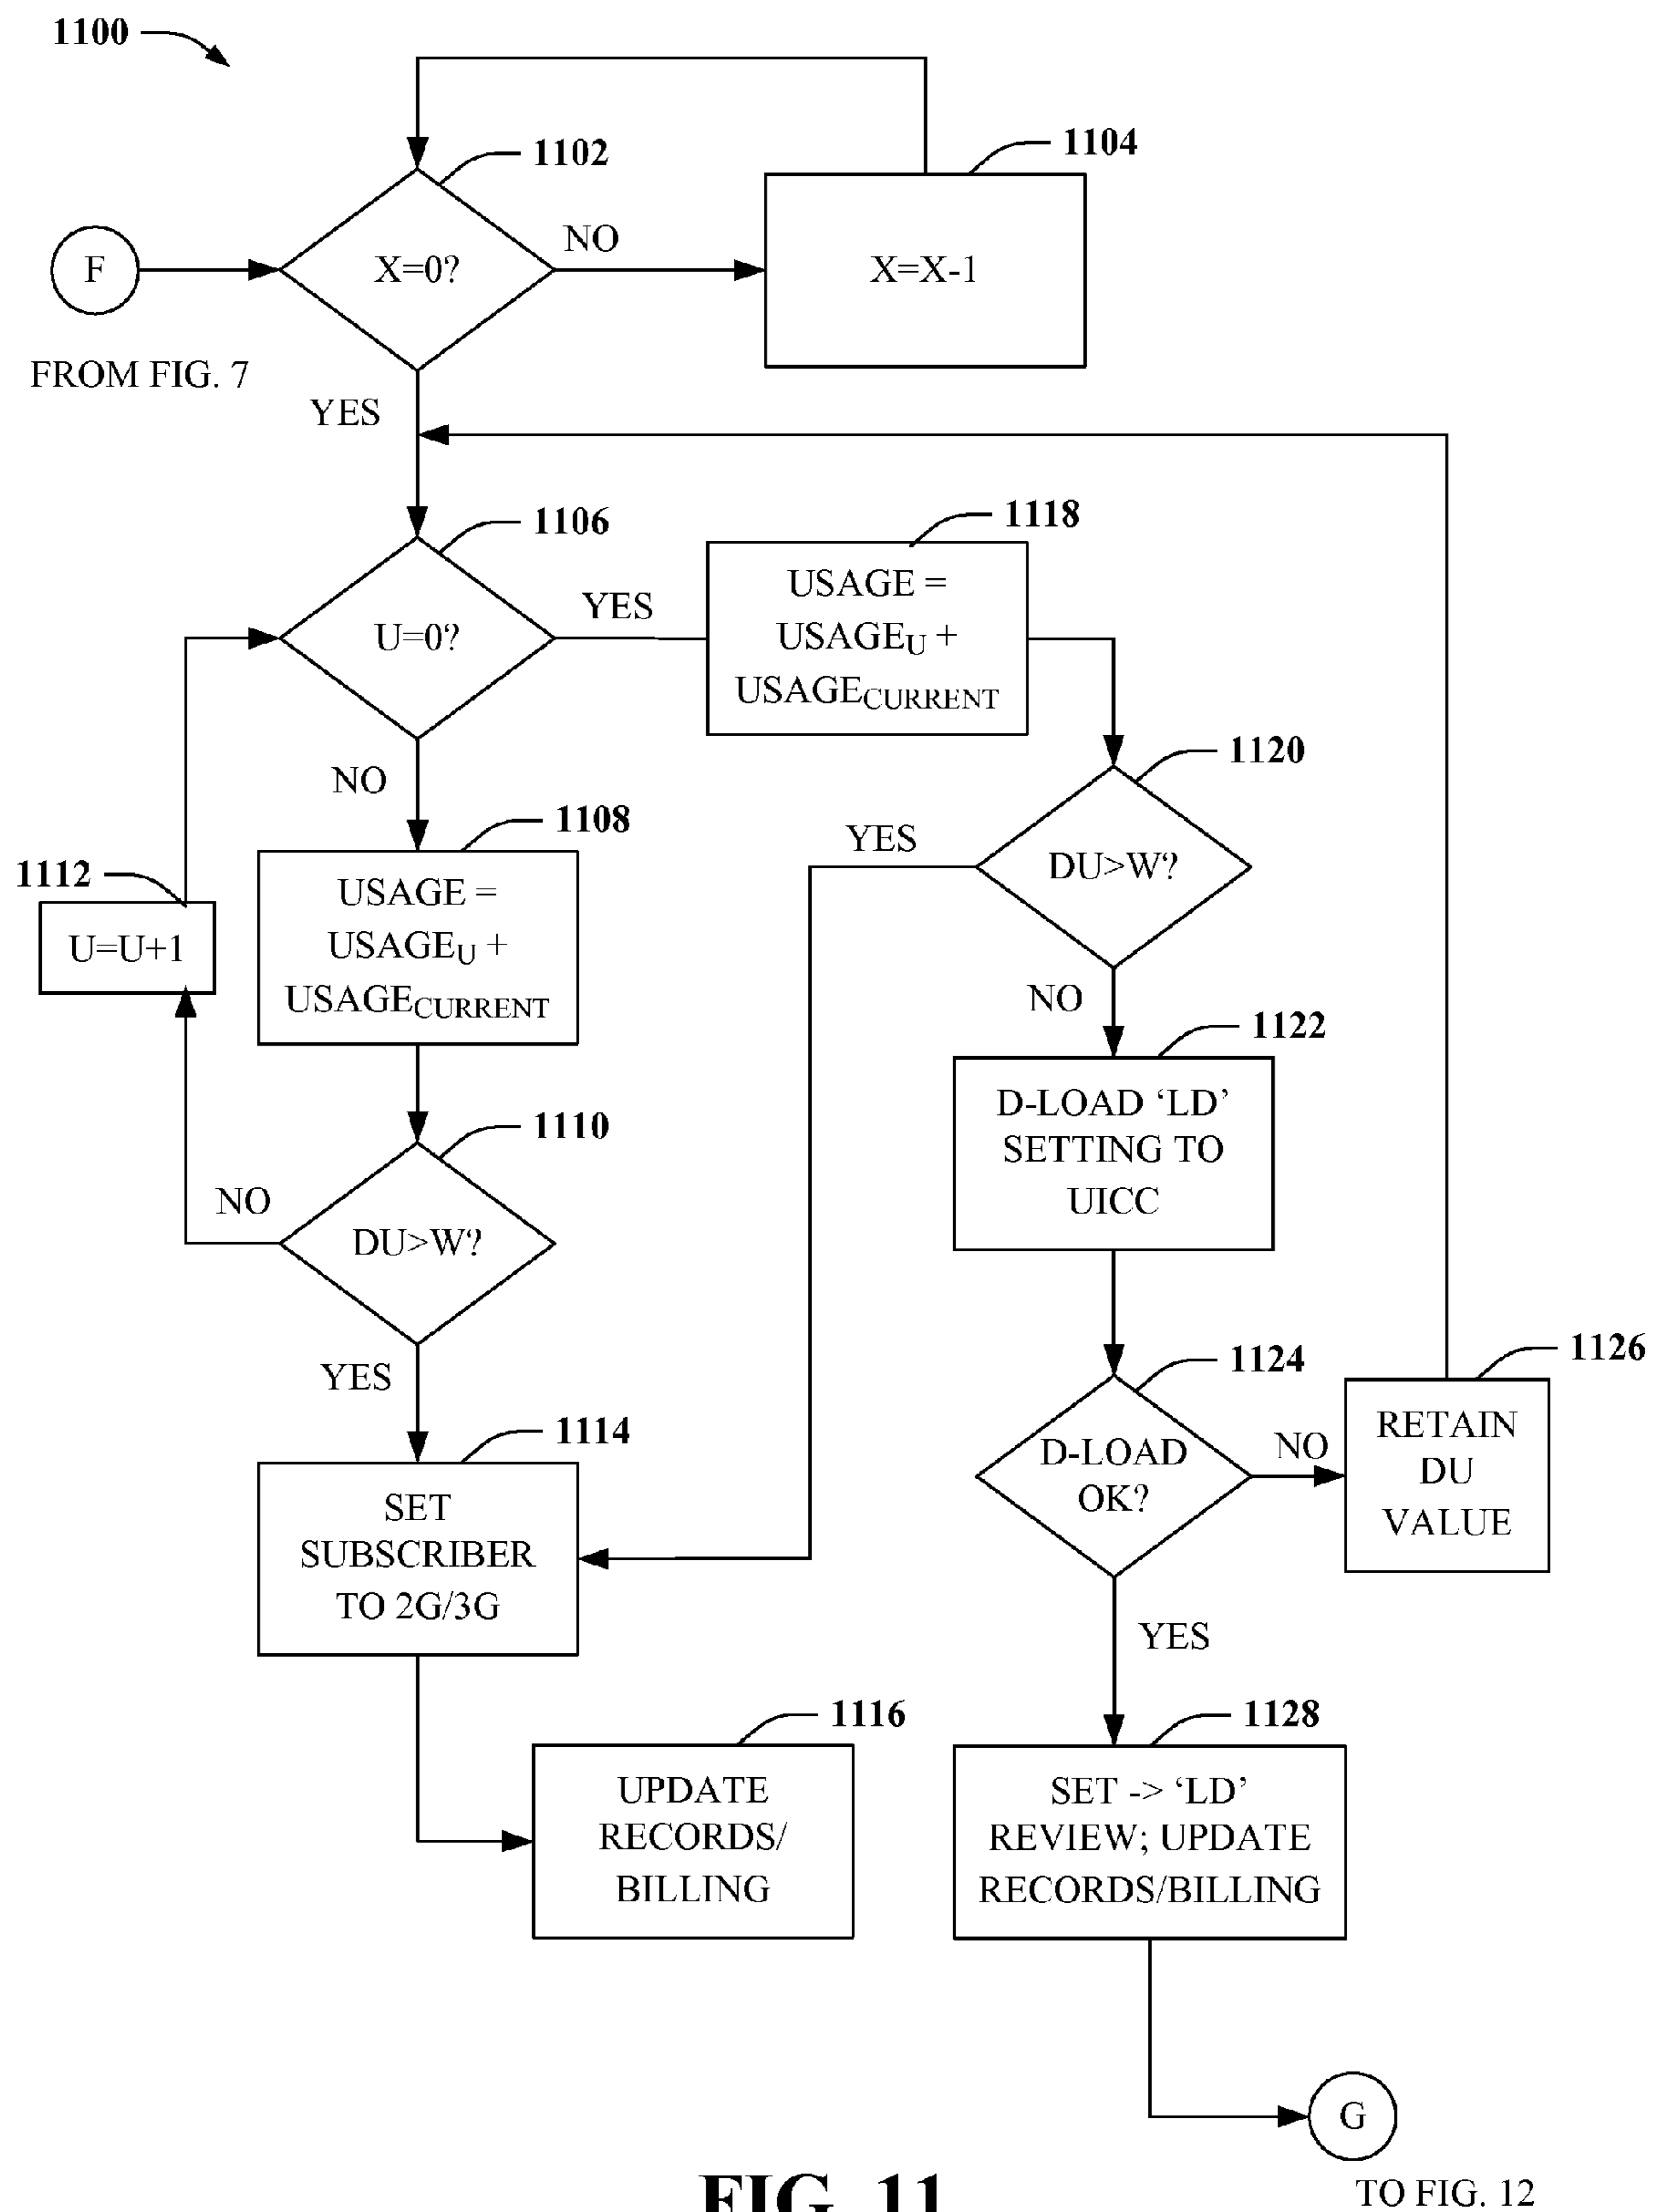 1100
1102
1104
F
X=0?
NO
X=X-1
FROM FIG. 7
YES
1106
1118
U=0?
YES
USAGE =
USAGEU +
USAGECURRENT
NO
1120
1108
YES
DU>W?
1112
U=U+1
USAGE =
USAGEU +
USAGECURRENT
NO
1122
D-LOAD ‘LD’
SETTING TO
UICC
1110
NO
DU>W?
YES
1124
1126
D-LOAD
OK?
NO
RETAIN
DU
VALUE
1114
SET
SUBSCRIBER
TO 2G/3G
YES
1116
1128
UPDATE
RECORDS/
BILLING
SET -> ‘LD’
REVIEW; UPDATE
RECORDS/BILLING
G
TO FIG. 12
FIG. 11